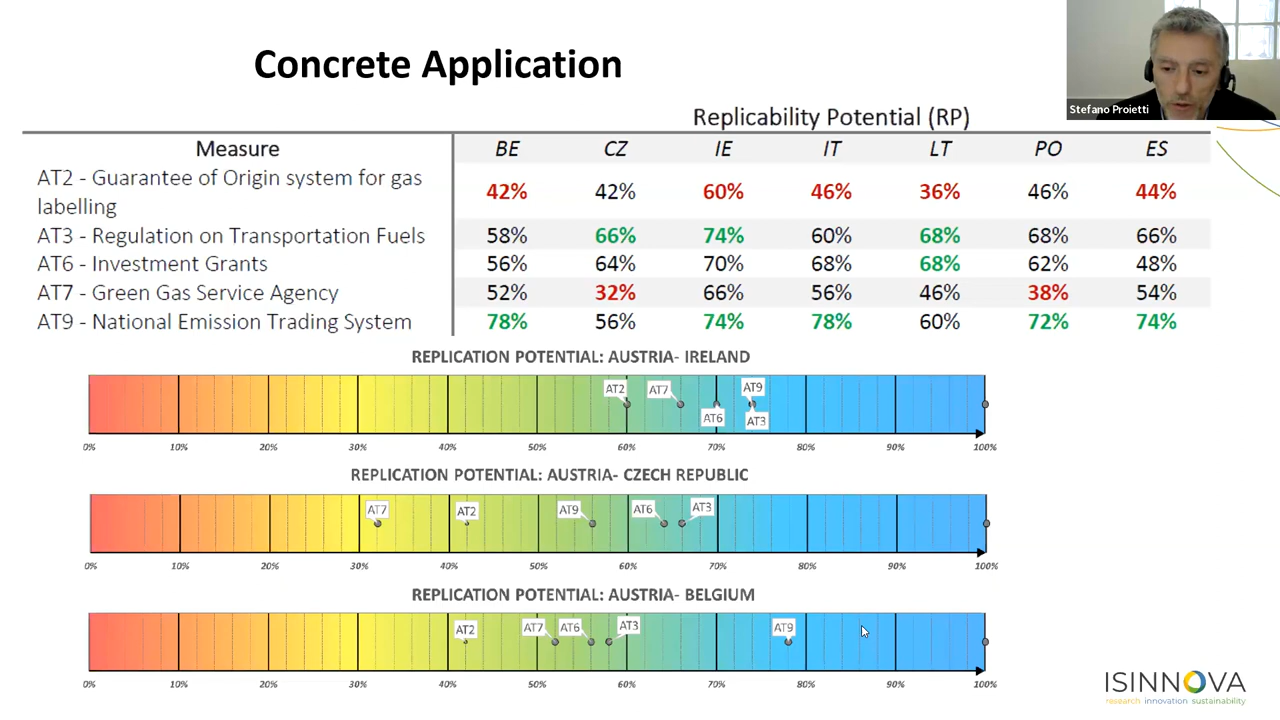 Concrete Application
Stefano Proietti
Replicability Potential (RP)
Measure BE CZ IE IT LT PO ES
AT2 - Guarantee of Origin system for gas
labelling 42% 42% 60% 46% 36% 46% 44%
AT3 - Regulation on Transportation Fuels 58% 66% 74% 60% 68% 68% 66%
AT6 - Investment Grants 56% 64% 70% 68% 68% 62% 48%
AT7 - Green Gas Service Agency 52% 32% 66% 56% 46% 38% 54%
AT9 - National Emission Trading System 78% 56% 74% 78% 60% 72% 74%
REPLICATION POTENTIAL: AUSTRIA- IRELAND
AT2 AT7 AT9
AT6 AT3
0% 10% 20% 30% 40% 50% 60% 70% 80% 90% 100%
REPLICATION POTENTIAL: AUSTRIA- CZECH REPUBLIC
AT7 AT2 AT9 AT6 AT3
0% 10% 20% 30% 40% 50% 60% 70% 80% 90% 100%
REPLICATION POTENTIAL: AUSTRIA- BELGIUM
AT2 AT7 AT6 AT3 AT9
0% 10% 20% 30% 40% 50% 60% 70% 80% 90% 100%
ISINNOVA
research innovation sustainability